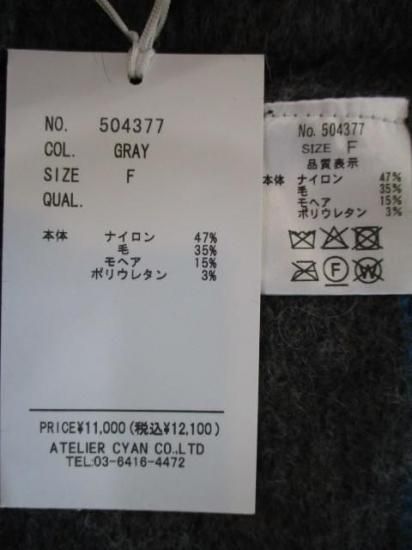 NO. 504377
COL. GRAY
SIZE F
QUAL.
本体 ナイロン 47%
毛 35%
モヘア 15%
ポリウレタン 3%
PRICE¥11,000(税込¥12,100)
ATELIER CYAN CO.,LTD
TEL:03-6416-4472
No. 504377
SIZE F
品質表示
本体 ナイロン 47%
毛 35%
モヘア 15%
ポリウレタン 3%
F W